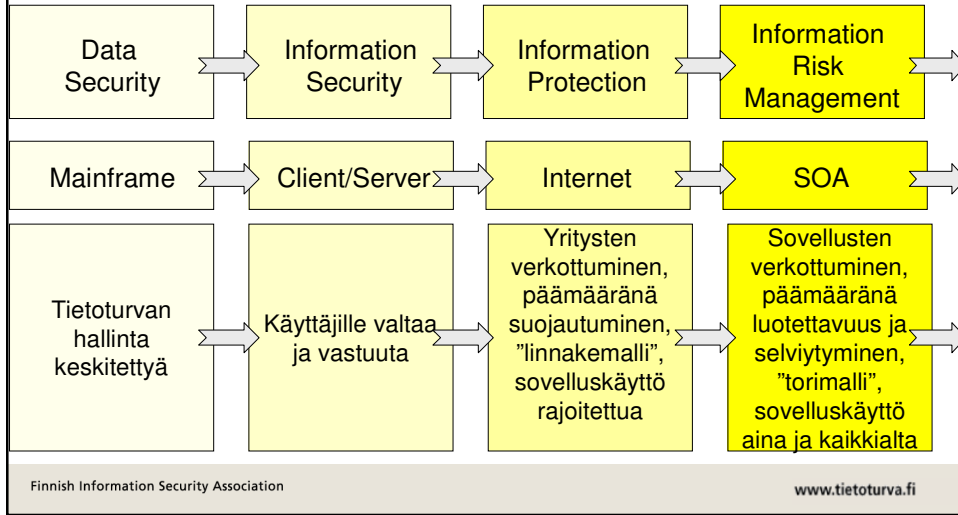 Data
Security
Information
Security
Information
Protection
Information
Risk
Management
Mainframe
Client/Server
Internet
SOA
Tietoturvan
hallinta
keskitettyä
Käyttäjille valtaa
ja vastuuta
Yritysten
verkottuminen,
päämääränä
suojautuminen,
”linnakemalli”,
sovelluskäyttö
rajoitettua
Sovellusten
verkottuminen,
päämääränä
luotettavuus ja
selviytyminen,
”torimalli”,
sovelluskäyttö
aina ja kaikkialta
Finnish Information Security Association
www.tietoturva.fi